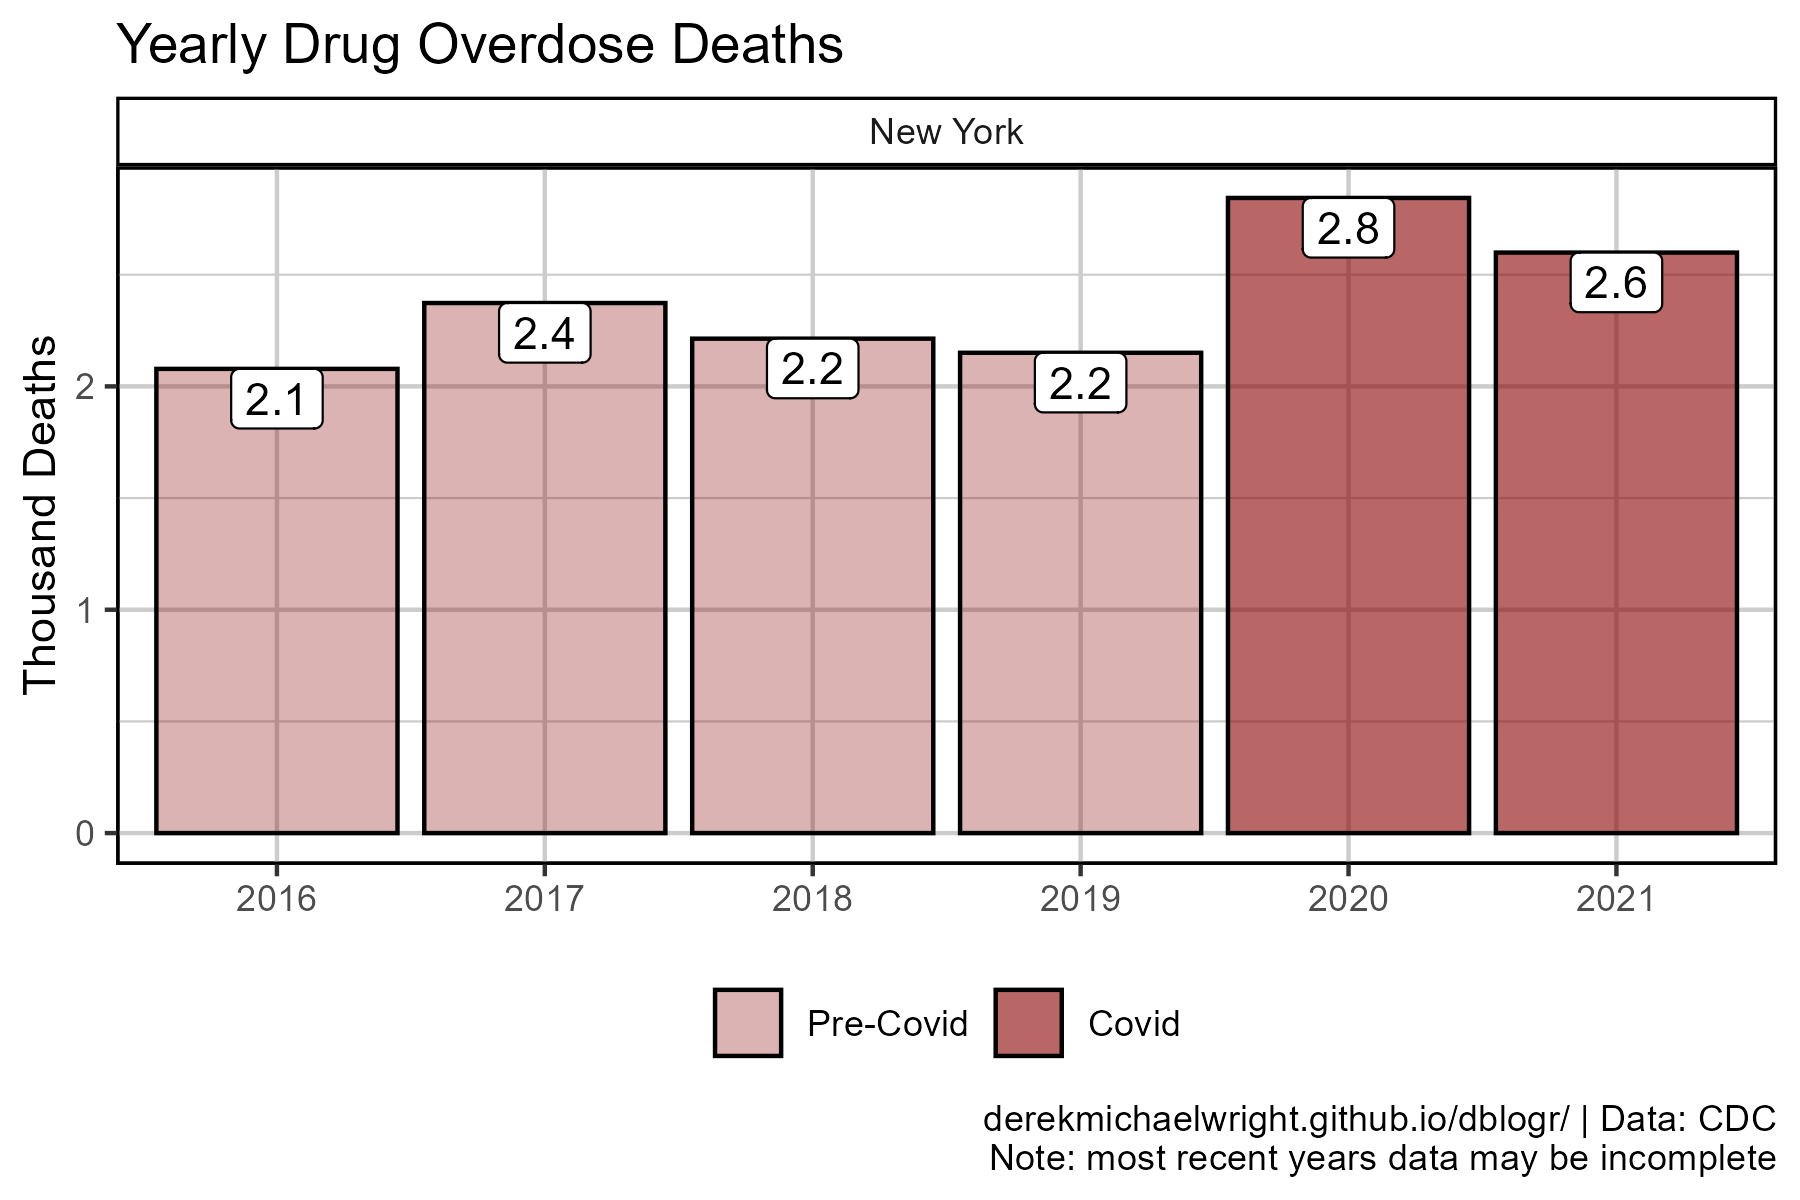 Yearly Drug Overdose Deaths
New York
Thousand Deaths
2
1
0
2.1
2.4
2.2
2.2
2.8
2.6
2016
2017
2018
2019
2020
2021
Pre-Covid
Covid
derekmichaelwright.github.io/dblogr/ | Data: CDC
Note: most recent years data may be incomplete